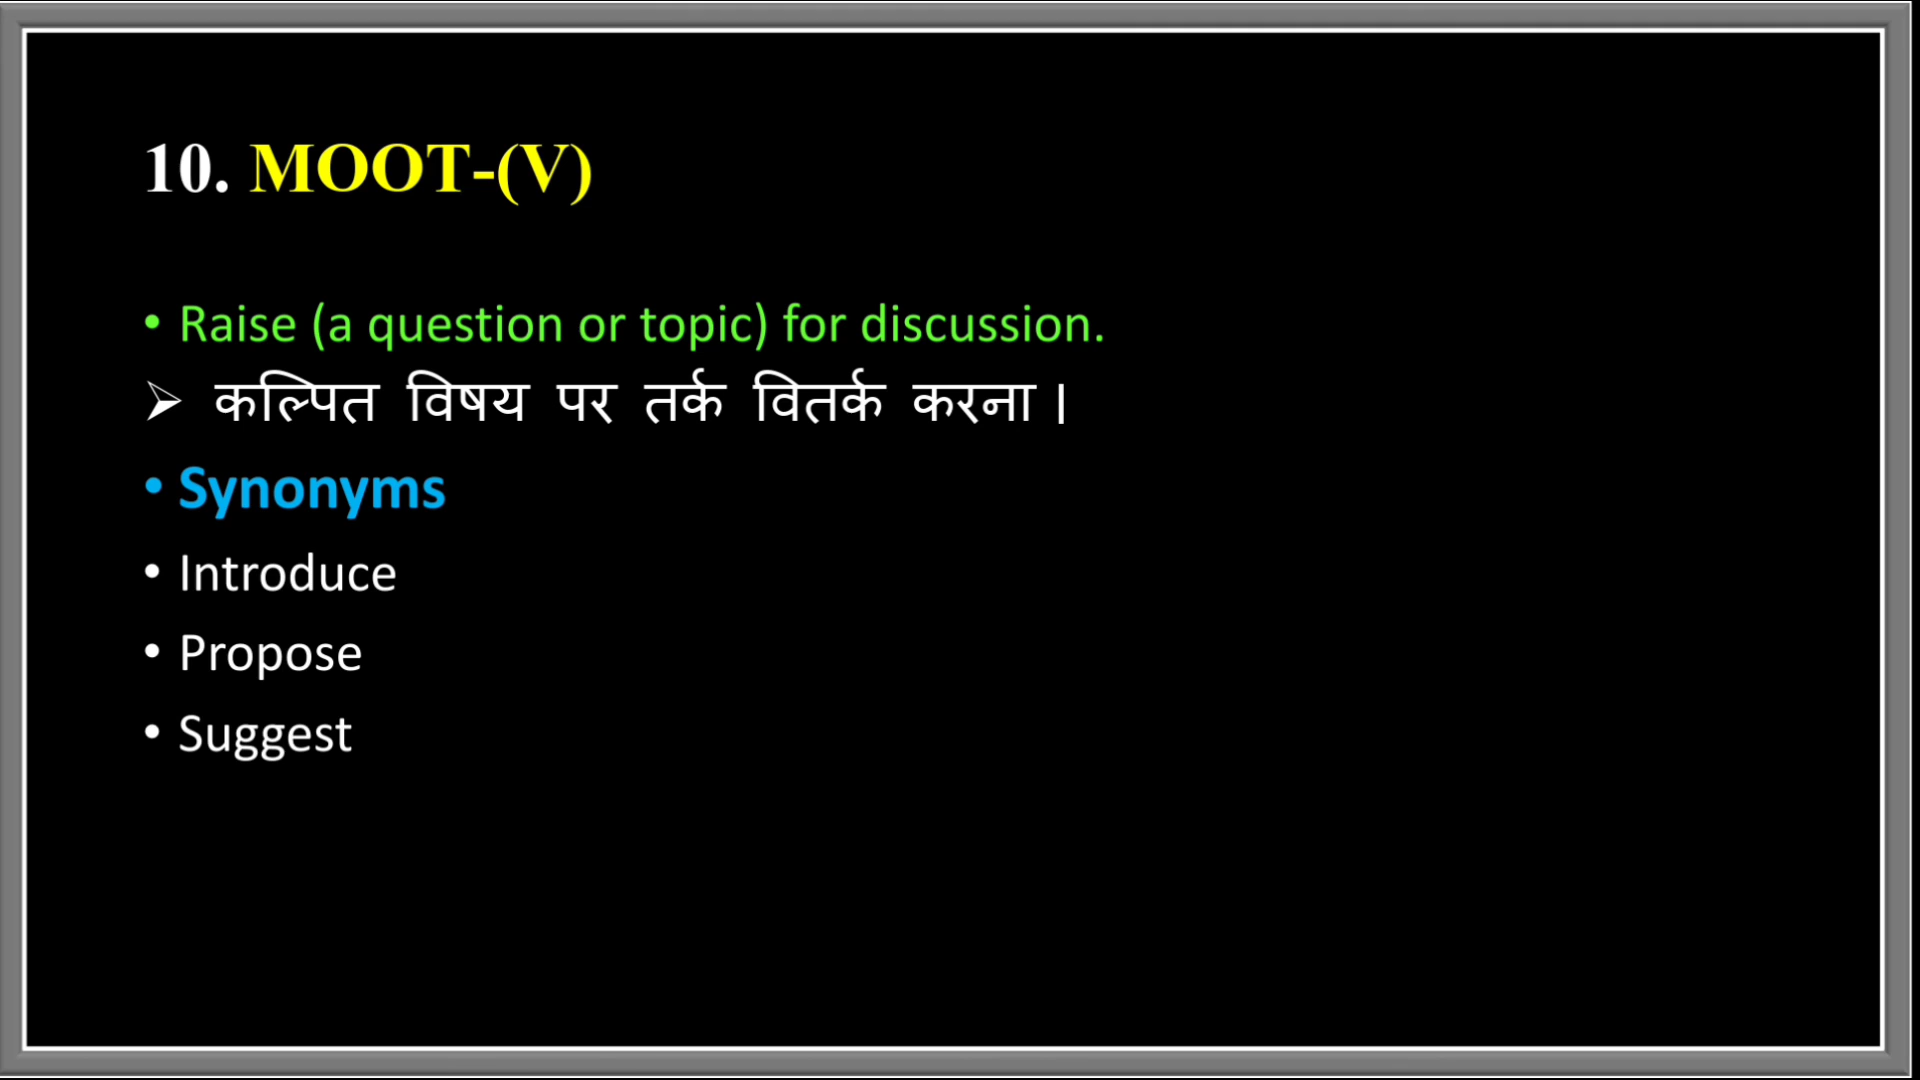 10. MOOT-(V)
• Raise (a question or topic) for discussion.
➢ कल्पित विषय पर तर्क वितर्क करना ।
• Synonyms
• Introduce
• Propose
• Suggest